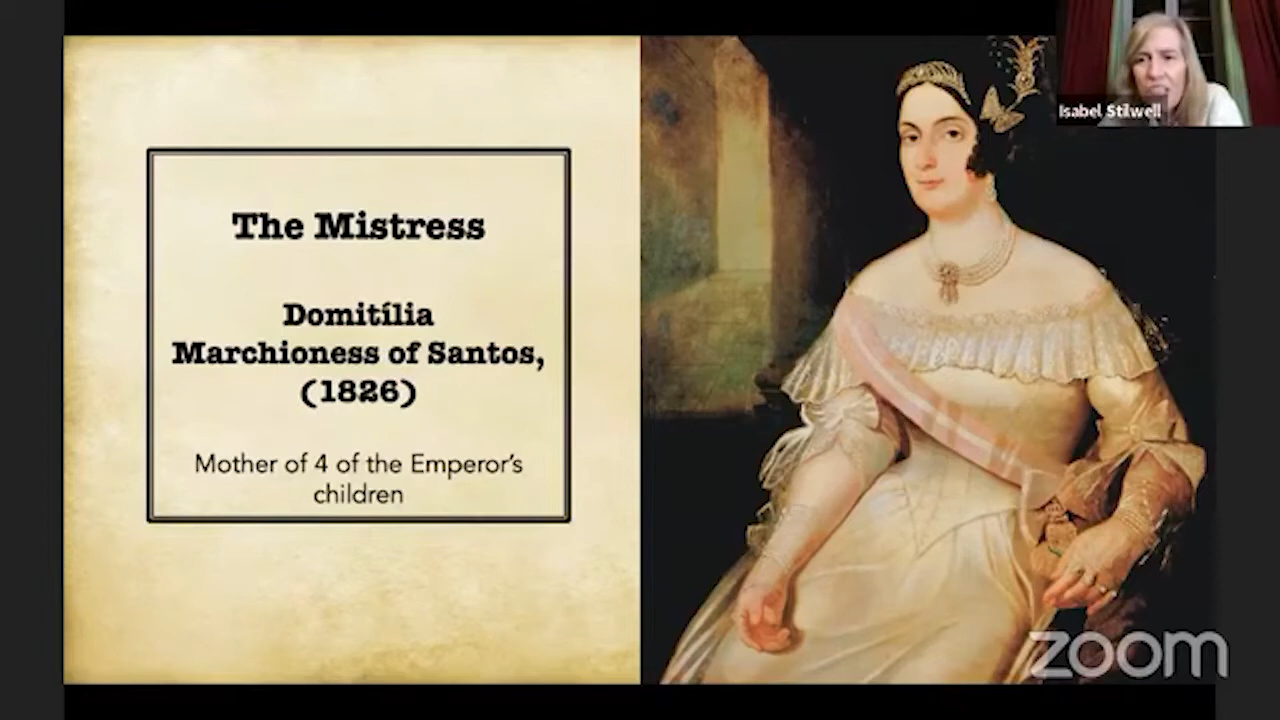 The Mistress
Domitília
Marchioness of Santos,
(1826)
Mother of 4 of the Emperor's
children
Isabel Stilwell
zoom